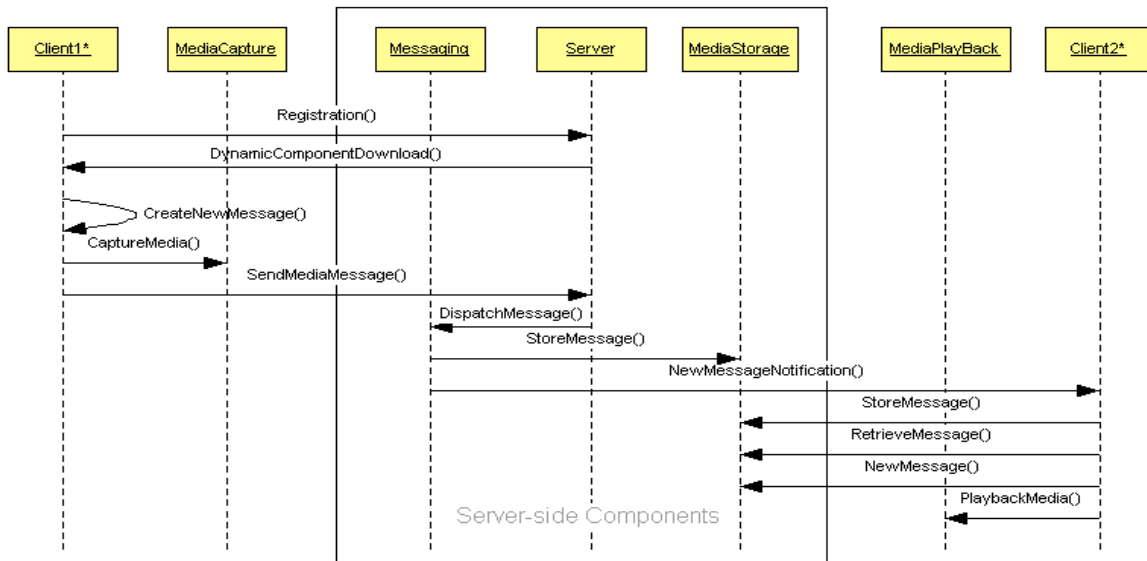 Client1*
MediaCapture
Messaging
Server
MediaStorage
MediaPlayBack
Client2*
Registration()
DynamicComponentDownload()
CreateNewMessage()
CaptureMedia()
SendMediaMessage()
DispatchMessage()
StoreMessage()
NewMessageNotification()
StoreMessage()
RetrieveMessage()
NewMessage()
PlaybackMedia()
Server-side Components